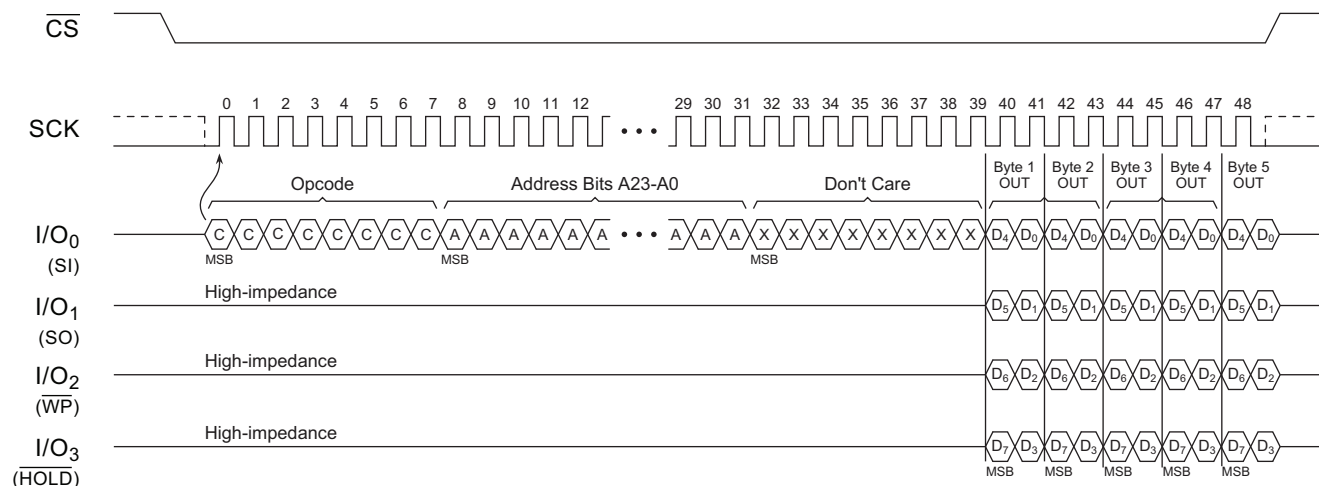 CS
SCK
0 1 2 3 4 5 6 7 8 9 10 11 12 29 30 31 32 33 34 35 36 37 38 39 40 41 42 43 44 45 46 47 48
Opcode Address Bits A23-A0 Don't Care
Byte 1 OUT Byte 2 OUT Byte 3 OUT Byte 4 OUT Byte 5 OUT
I/O0 (SI)
C C C C C C C C A A A A A A • • • A A A X X X X X X X X D4 D0 D4 D0 D4 D0 D4 D0 D4 D0
MSB MSB MSB
I/O1 (SO)
High-impedance
D5 D1 D5 D1 D5 D1 D5 D1 D5 D1
I/O2 (WP)
High-impedance
D6 D2 D6 D2 D6 D2 D6 D2 D6 D2
I/O3 (HOLD)
High-impedance
D7 D3 D7 D3 D7 D3 D7 D3 D7 D3
MSB MSB MSB MSB MSB